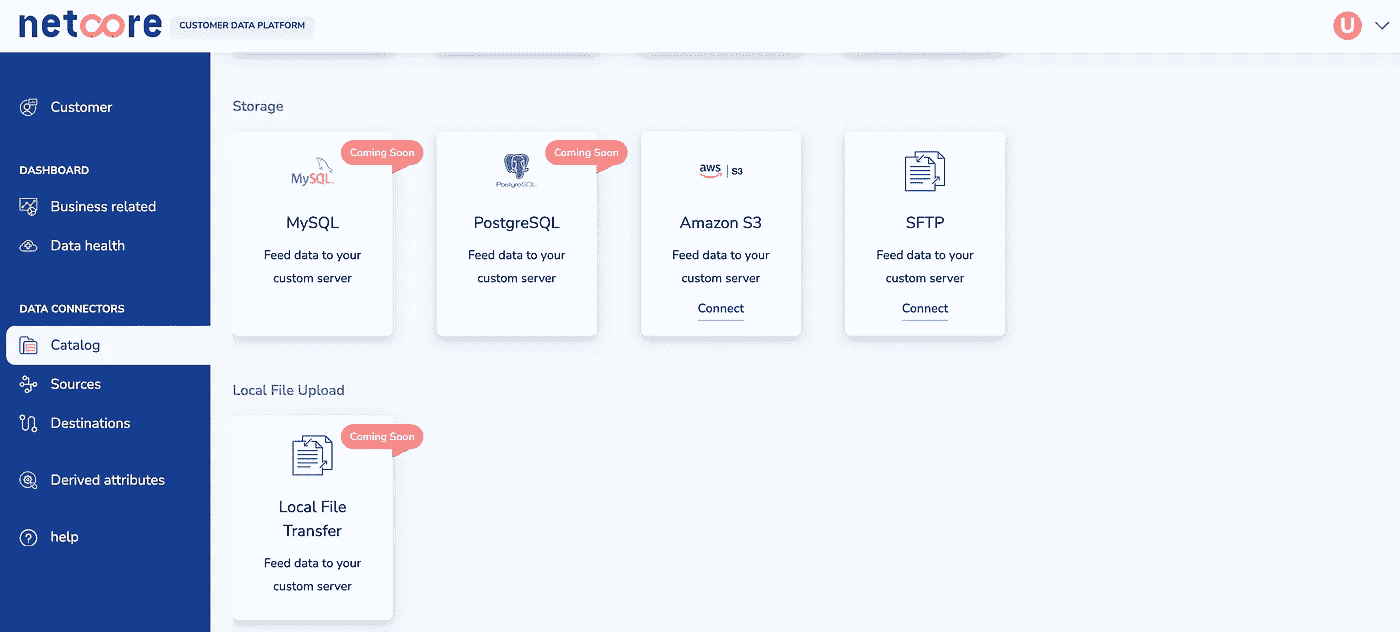 netcore
CUSTOMER DATA PLATFORM
U
Customer
DASHBOARD
Business related
Data health
DATA CONNECTORS
Catalog
Sources
Destinations
Derived attributes
help
Storage
Coming Soon
MySQL
MySQL
Feed data to your
custom server
Coming Soon
PostgreSQL
PostgreSQL
Feed data to your
custom server
aws S3
Amazon S3
Feed data to your
custom server
Connect
SFTP
Feed data to your
custom server
Connect
Local File Upload
Coming Soon
Local File
Transfer
Feed data to your
custom server